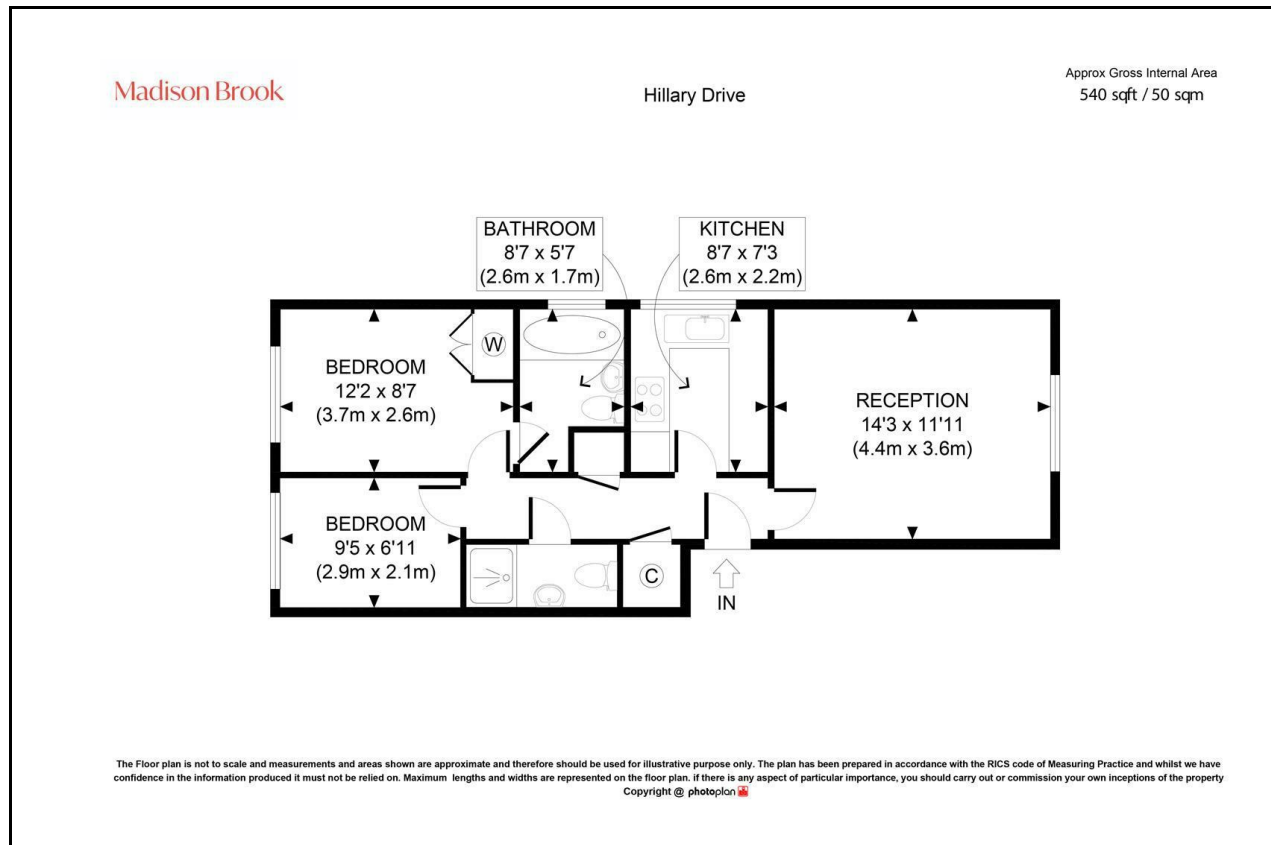 Madison Brook
Hillary Drive
Approx Gross Internal Area
540 sqft / 50 sqm
BATHROOM
8'7 x 5'7
(2.6m x 1.7m)
KITCHEN
8'7 x 7'3
(2.6m x 2.2m)
BEDROOM
12'2 x 8'7
(3.7m x 2.6m)
W
RECEPTION
14'3 x 11'11
(4.4m x 3.6m)
BEDROOM
9'5 x 6'11
(2.9m x 2.1m)
C
IN
The Floor plan is not to scale and measurements and areas shown are approximate and therefore should be used for illustrative purpose only. The plan has been prepared in accordance with the RICS code of Measuring Practice and whilst we have
confidence in the information produced it must not be relied on. Maximum lengths and widths are represented on the floor plan. if there is any aspect of particular importance, you should carry out or commission your own inceptions of the property
Copyright @ photoplan